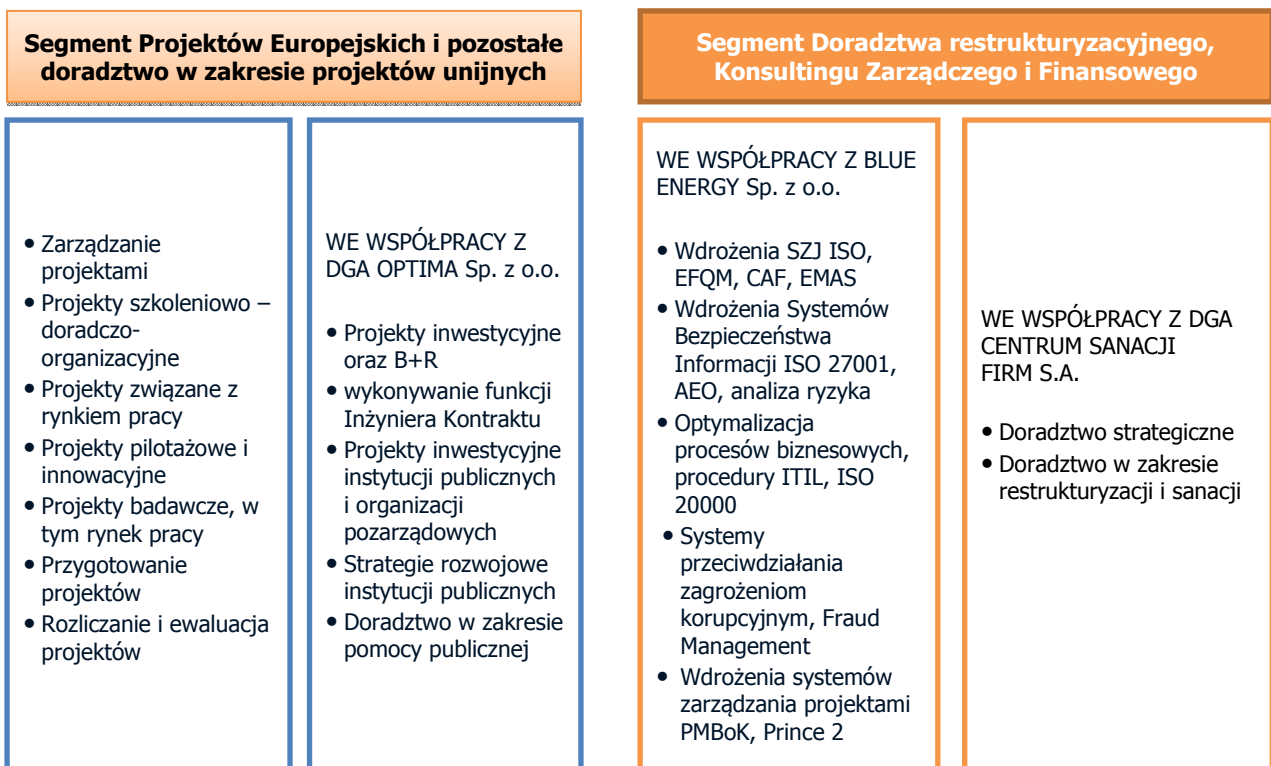 Segment Projektów Europejskich i pozostałe
doradztwo w zakresie projektów unijnych
• Zarządzanie
projektami
• Projekty szkoleniowo –
doradczo-
organizacyjne
• Projekty związane z
rynkiem pracy
• Projekty pilotażowe i
innowacyjne
• Projekty badawcze, w
tym rynek pracy
• Przygotowanie
projektów
• Rozliczanie i ewaluacja
projektów
WE WSPÓŁPRACY Z
DGA OPTIMA Sp. z o.o.
• Projekty inwestycyjne
oraz B+R
• wykonywanie funkcji
Inżyniera Kontraktu
• Projekty inwestycyjne
instytucji publicznych
i organizacji
pozarządowych
• Strategie rozwojowe
instytucji publicznych
• Doradztwo w zakresie
pomocy publicznej
Segment Doradztwa restrukturyzacyjnego,
Konsultingu Zarządczego i Finansowego
WE WSPÓŁPRACY Z BLUE
ENERGY Sp. z o.o.
• Wdrożenia SZJ ISO,
EFQM, CAF, EMAS
• Wdrożenia Systemów
Bezpieczeństwa
Informacji ISO 27001,
AEO, analiza ryzyka
• Optymalizacja
procesów biznesowych,
procedury ITIL, ISO
20000
• Systemy
przeciwdziałania
zagrożeniom
korupcyjnym, Fraud
Management
• Wdrożenia systemów
zarządzania projektami
PMBoK, Prince 2
WE WSPÓŁPRACY Z DGA
CENTRUM SANACJI
FIRM S.A.
• Doradztwo strategiczne
• Doradztwo w zakresie
restrukturyzacji i sanacji